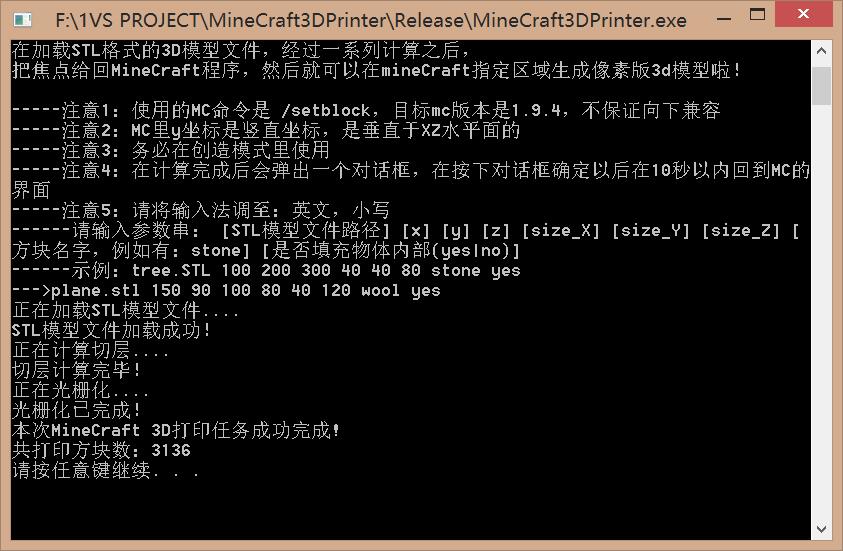 F:\1VS PROJECT\MineCraft3DPrinter\Release\MineCraft3DPrinter.exe
在加载STL格式的3D模型文件，经过一系列计算之后，
把焦点给回MineCraft程序，然后就可以在mineCraft指定区域生成像素版3d模型啦！
-----注意1：使用的MC命令是 /setblock，目标mc版本是1.9.4，不保证向下兼容
-----注意2：MC里y坐标是竖直坐标，是垂直于XZ水平面的
-----注意3：务必在创造模式里使用
-----注意4：在计算完成后会弹出一个对话框，在按下对话框确定以后在10秒以内回到MC的
界面
-----注意5：请将输入法调至：英文，小写
------请输入参数串： [STL模型文件路径] [x] [y] [z] [size_X] [size_Y] [size_Z] [
方块名字，例如有：stone] [是否填充物体内部(yes|no)]
------示例：tree.STL 100 200 300 40 40 80 stone yes
--->plane.stl 150 90 100 80 40 120 wool yes
正在加载STL模型文件....
STL模型文件加载成功！
正在计算切层....
切层计算完毕！
正在光栅化....
光栅化已完成！
本次MineCraft 3D打印任务成功完成！
共打印方块数：3136
请按任意键继续. . .